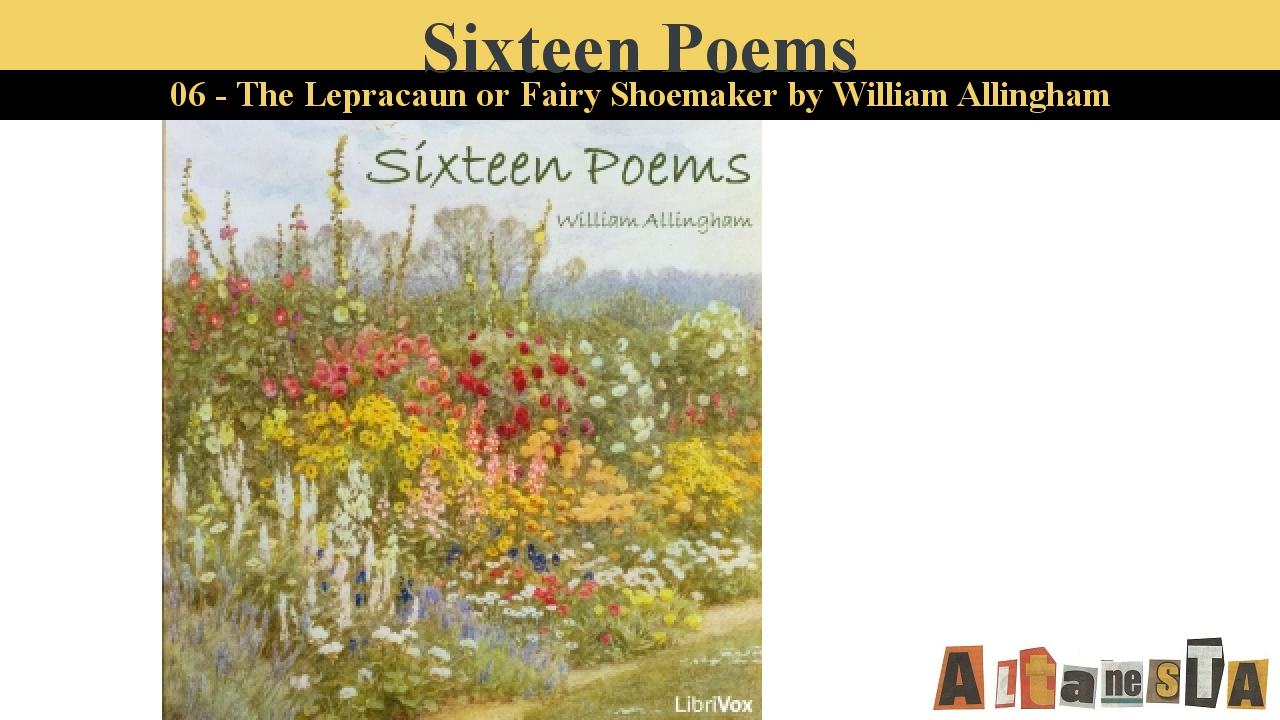 Sixteen Poems
06 - The Lepracaun or Fairy Shoemaker by William Allingham
Sixteen Poems
William Allingham
LibriVox
AltanesTA